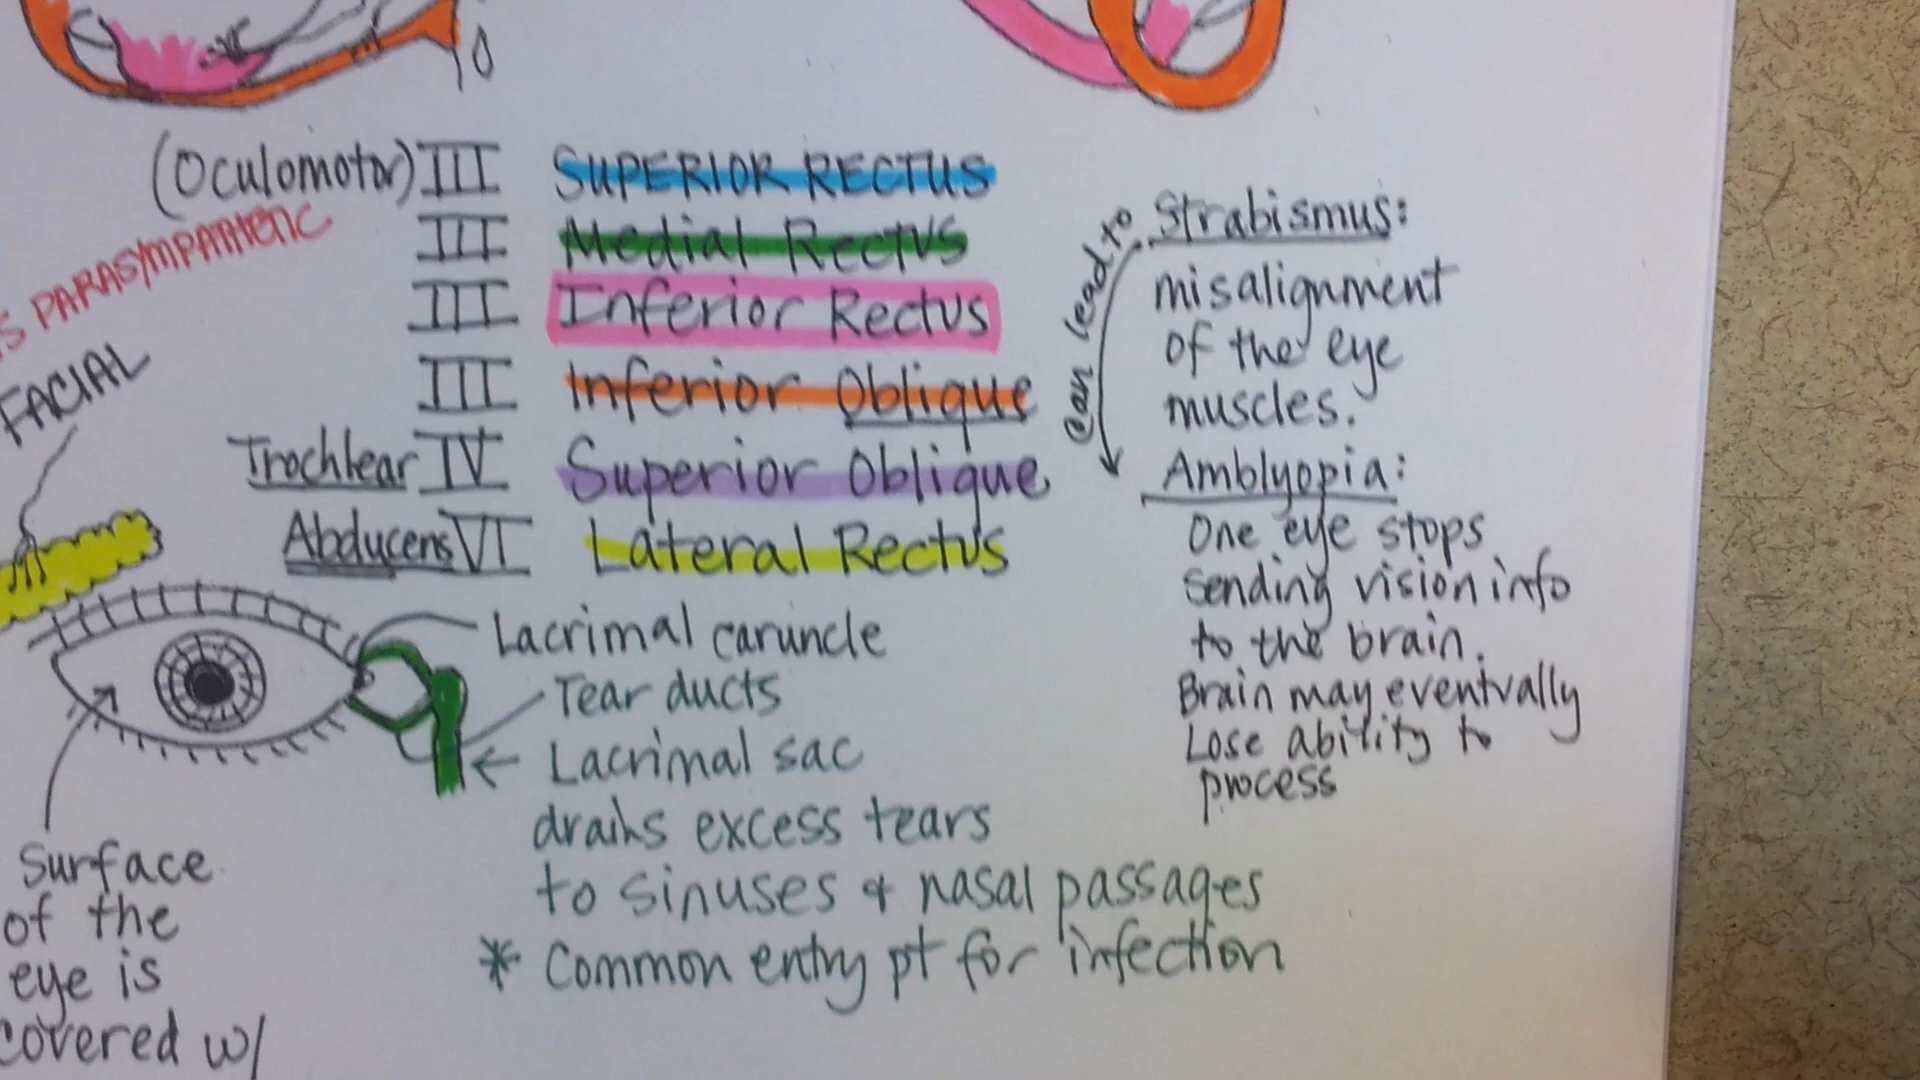 (Oculomotor) III SUPERIOR RECTUS
III Medial Rectus
III Inferior Rectus
III Inferior Oblique
Trochlear IV Superior Oblique
Abducens VI Lateral Rectus
S PARASYMPATHETIC
FACIAL
Lacrimal caruncle
Tear ducts
← Lacrimal sac
drains excess tears
to sinuses & nasal passages
* Common entry pt for infection
Surface
of the
eye is
covered w/
can lead to
Strabismus:
misalignment
of the eye
muscles.
Amblyopia:
One eye stops
sending vision info
to the brain.
Brain may eventually
Lose ability to
process